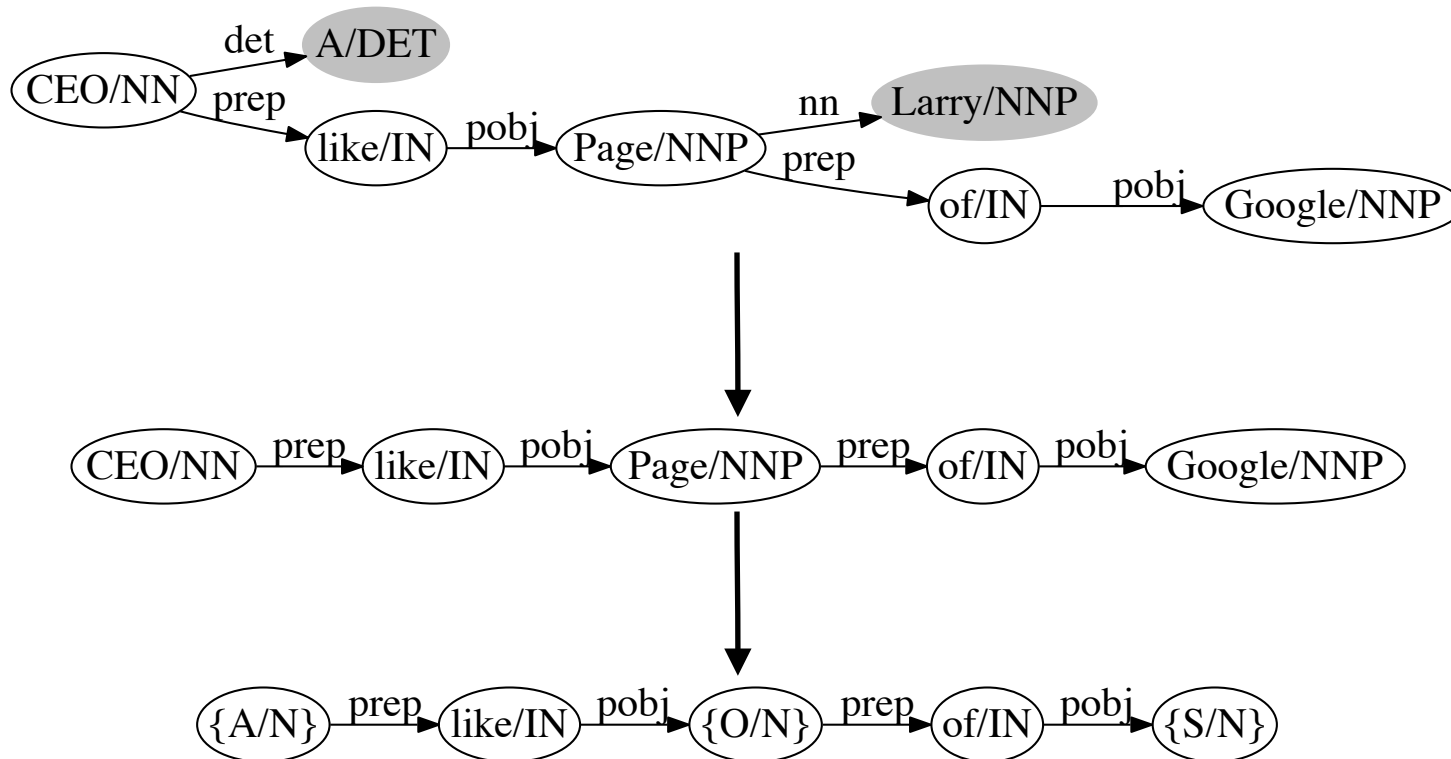 det A/DET
CEO/NN
prep
like/IN pobj Page/NNP
nn Larry/NNP
prep
of/IN pobj Google/NNP
CEO/NN prep like/IN pobj Page/NNP prep of/IN pobj Google/NNP
{A/N} prep like/IN pobj {O/N} prep of/IN pobj {S/N}